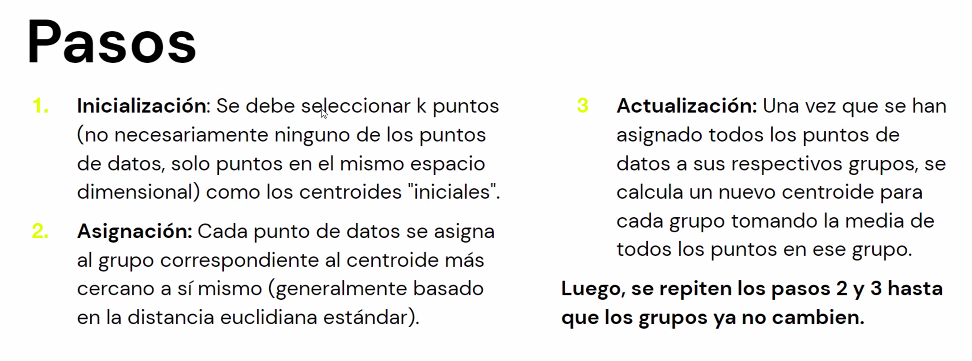 Pasos
1. Inicialización: Se debe seleccionar k puntos
(no necesariamente ninguno de los puntos
de datos, solo puntos en el mismo espacio
dimensional) como los centroides "iniciales".
2. Asignación: Cada punto de datos se asigna
al grupo correspondiente al centroide más
cercano a sí mismo (generalmente basado
en la distancia euclidiana estándar).
3 Actualización: Una vez que se han
asignado todos los puntos de
datos a sus respectivos grupos, se
calcula un nuevo centroide para
cada grupo tomando la media de
todos los puntos en ese grupo.
Luego, se repiten los pasos 2 y 3 hasta
que los grupos ya no cambien.